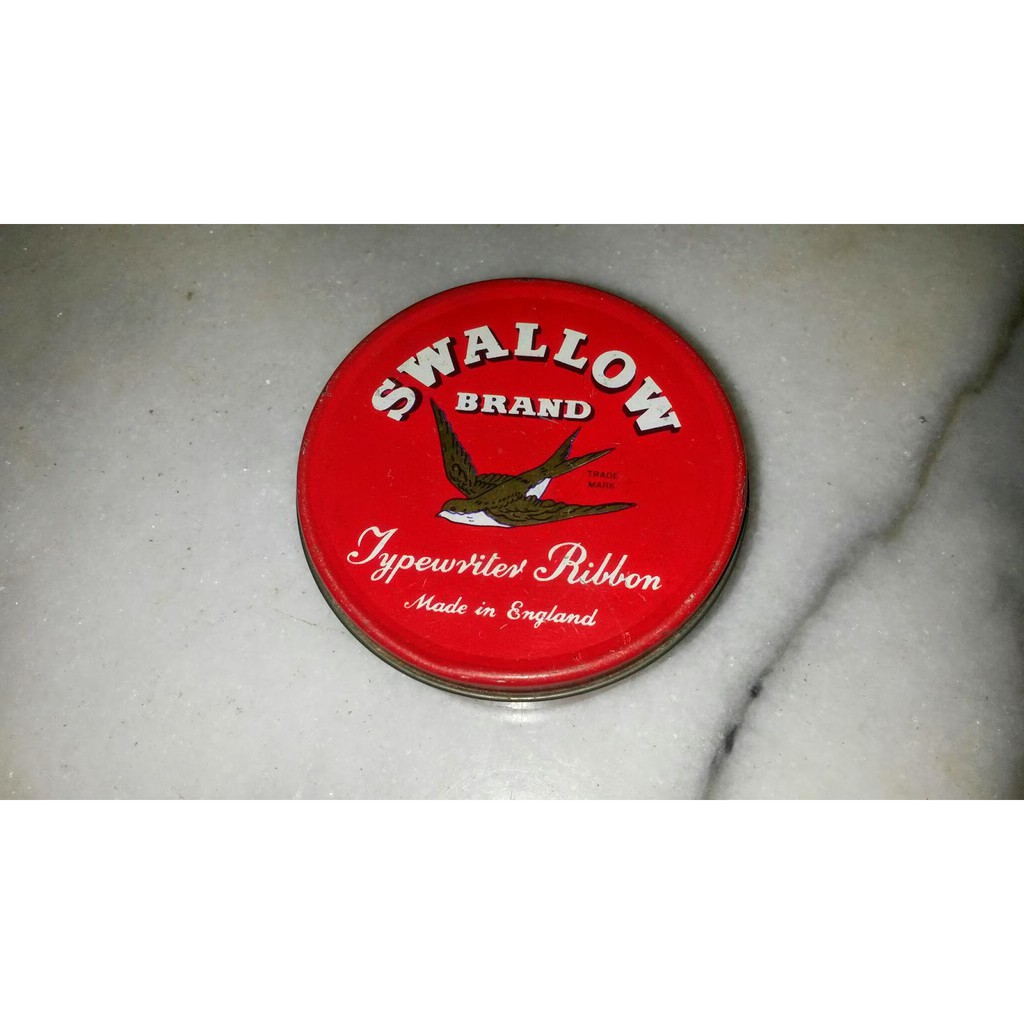 SWALLOW
BRAND
TRADE
MARK
Typewriter Ribbon
Made in England